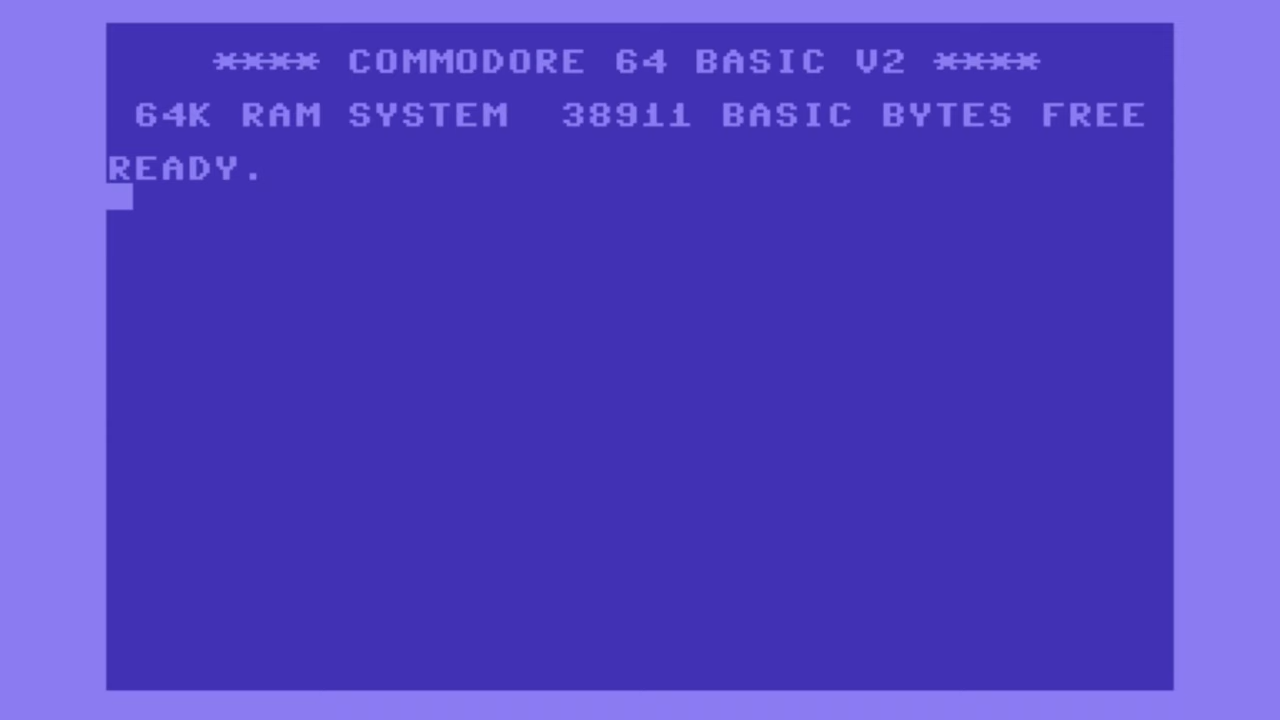 **** COMMODORE 64 BASIC V2 ****
64K RAM SYSTEM  38911 BASIC BYTES FREE
READY.